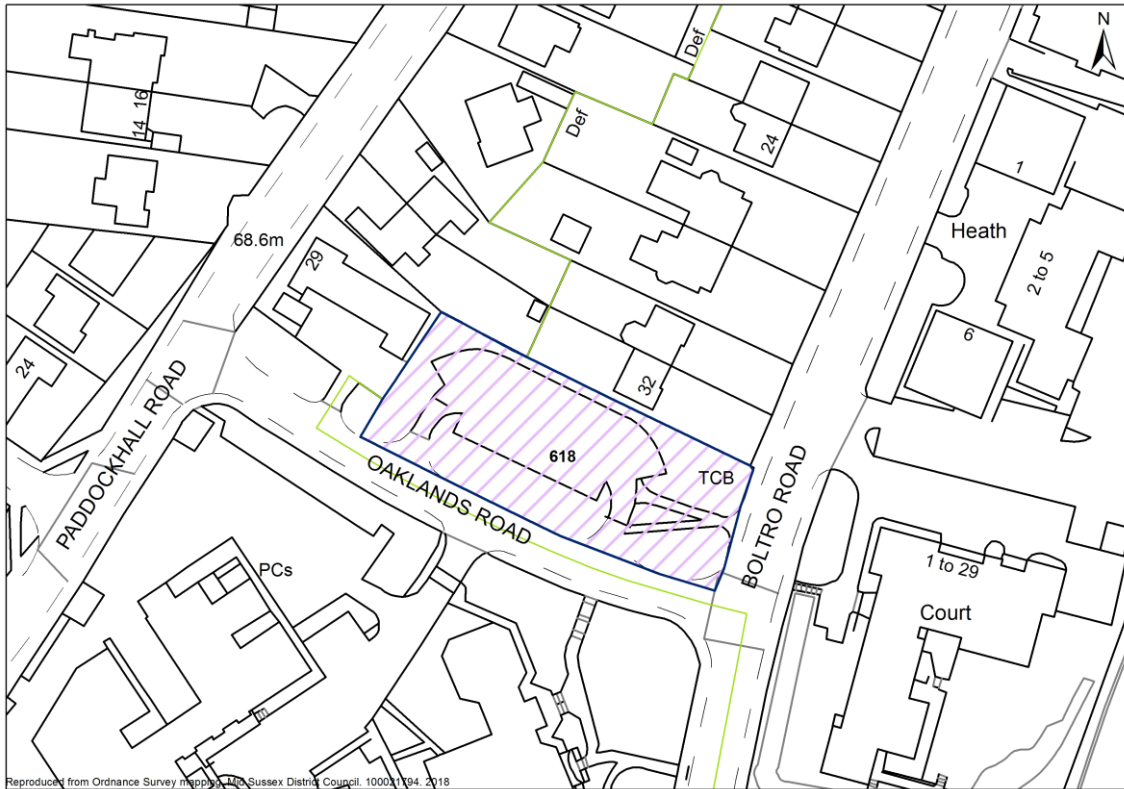 N
Def
Def
16
14
24
1
68.6m
Heath
2 to 5
29
6
24
32
PADDOCKHALL ROAD
618
TCB
OAKLANDS ROAD
BOLTRO ROAD
PCs
1 to 29
Court
Reproduced from Ordnance Survey mapping. Mid Sussex District Council. 100021794. 2018